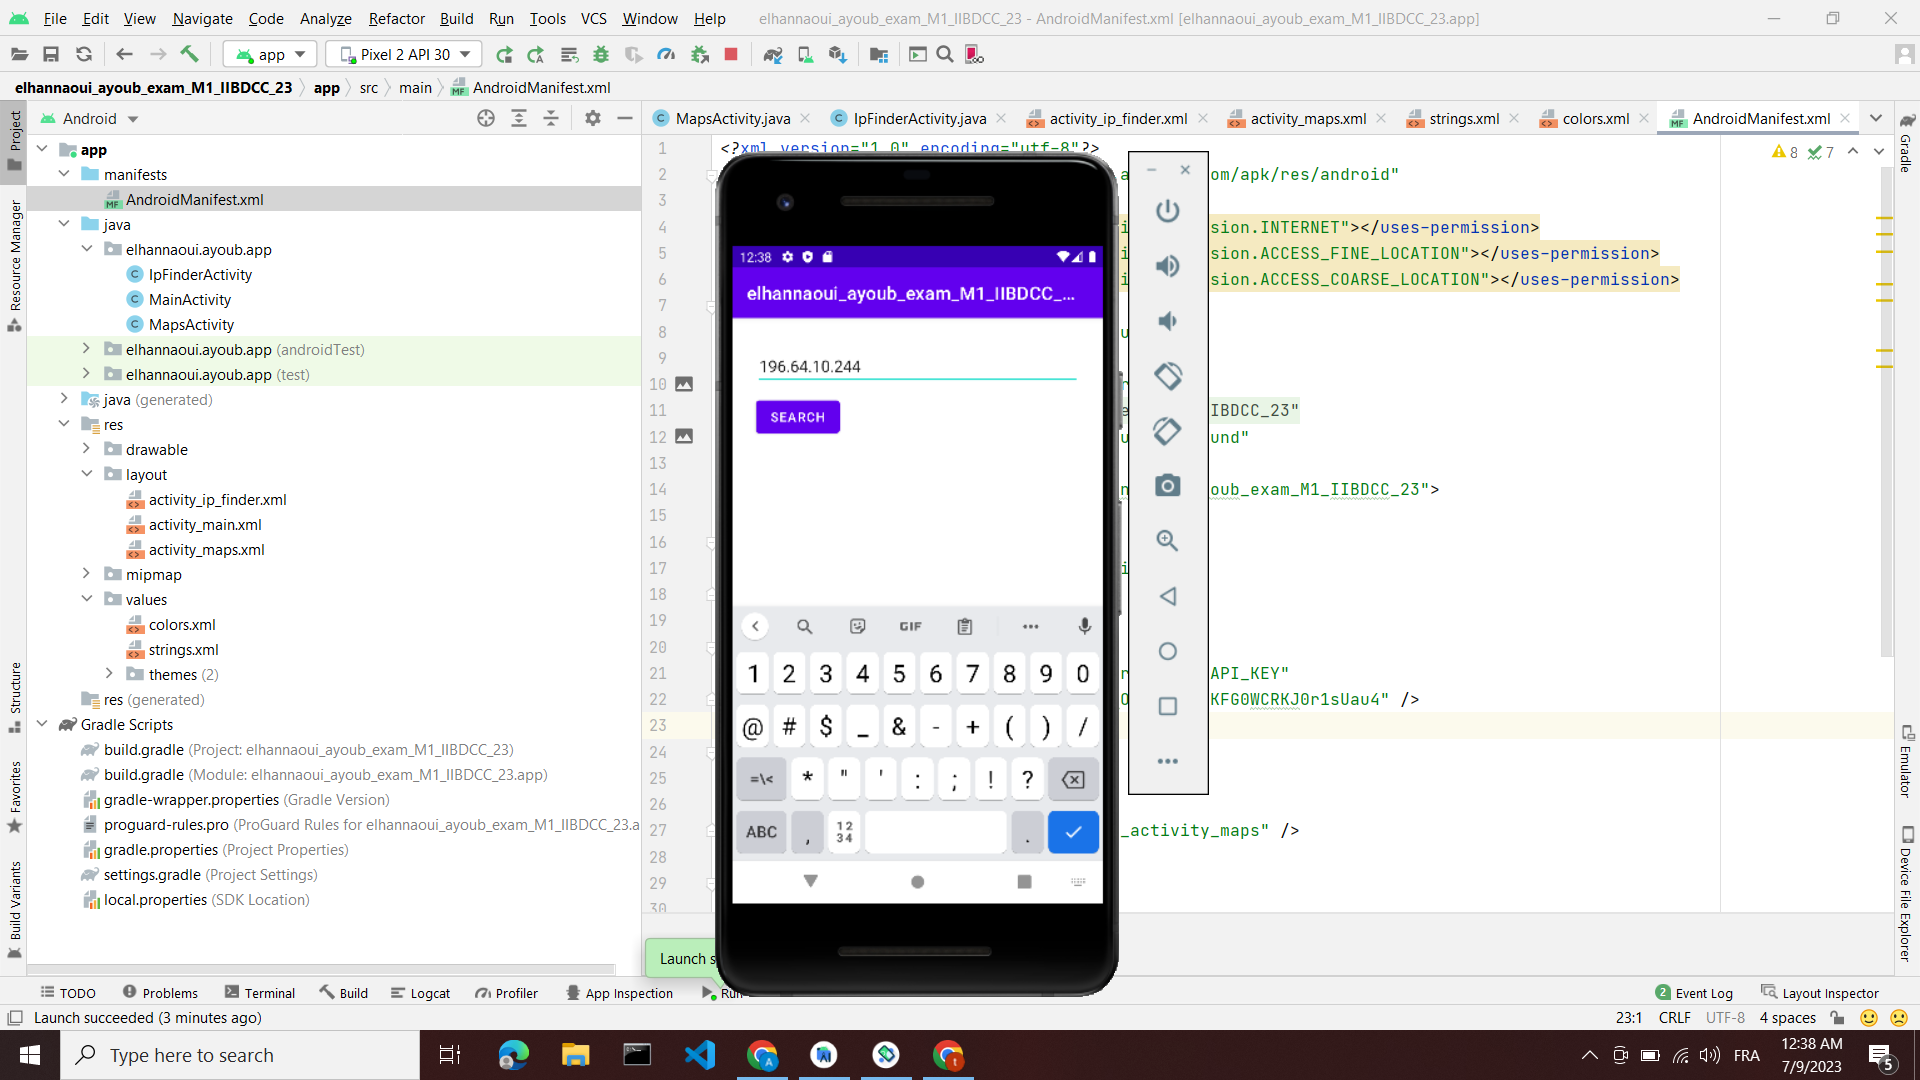 File Edit View Navigate Code Analyze Refactor Build Run Tools VCS Window Help elhannaoui_ayoub_exam_M1_IIBDCC_23 - AndroidManifest.xml [elhannaoui_ayoub_exam_M1_IIBDCC_23.app]
app Pixel 2 API 30
elhannaoui_ayoub_exam_M1_IIBDCC_23 app src main AndroidManifest.xml
Android
MapsActivity.java IpFinderActivity.java activity_ip_finder.xml activity_maps.xml strings.xml colors.xml AndroidManifest.xml
Project
Resource Manager
Structure
Favorites
Build Variants
app
manifests
AndroidManifest.xml
java
elhannaoui.ayoub.app
IpFinderActivity
MainActivity
MapsActivity
elhannaoui.ayoub.app (androidTest)
elhannaoui.ayoub.app (test)
java (generated)
res
drawable
layout
activity_ip_finder.xml
activity_main.xml
activity_maps.xml
mipmap
values
colors.xml
strings.xml
themes (2)
res (generated)
Gradle Scripts
build.gradle (Project: elhannaoui_ayoub_exam_M1_IIBDCC_23)
build.gradle (Module: elhannaoui_ayoub_exam_M1_IIBDCC_23.app)
gradle-wrapper.properties (Gradle Version)
proguard-rules.pro (ProGuard Rules for elhannaoui_ayoub_exam_M1_IIBDCC_23.a
gradle.properties (Project Properties)
settings.gradle (Project Settings)
local.properties (SDK Location)
8 7
1 <?xml version="1.0" encoding="utf-8"?>
2 om/apk/res/android"
3
4 sion.INTERNET"></uses-permission>
5 sion.ACCESS_FINE_LOCATION"></uses-permission>
6 sion.ACCESS_COARSE_LOCATION"></uses-permission>
7
8
9
10
11 IBDCC_23"
12 und"
13
14 oub_exam_M1_IIBDCC_23">
15
16
17
18
19
20
21 API_KEY"
22 KFG0WCRKJ0r1sUau4" />
23
24
25
26
27 _activity_maps" />
28
29
30
12:38
elhannaoui_ayoub_exam_M1_IIBDCC_...
196.64.10.244
SEARCH
GIF
1 2 3 4 5 6 7 8 9 0
@ # $ _ & - + ( ) /
=\< * " ' : ; ! ?
ABC , 12 34 .
Gradle
Emulator
Device File Explorer
Launch s
TODO Problems Terminal Build Logcat Profiler App Inspection Run 2 Event Log Layout Inspector
Launch succeeded (3 minutes ago) 23:1 CRLF UTF-8 4 spaces
Type here to search
A t
FRA
12:38 AM
7/9/2023
5